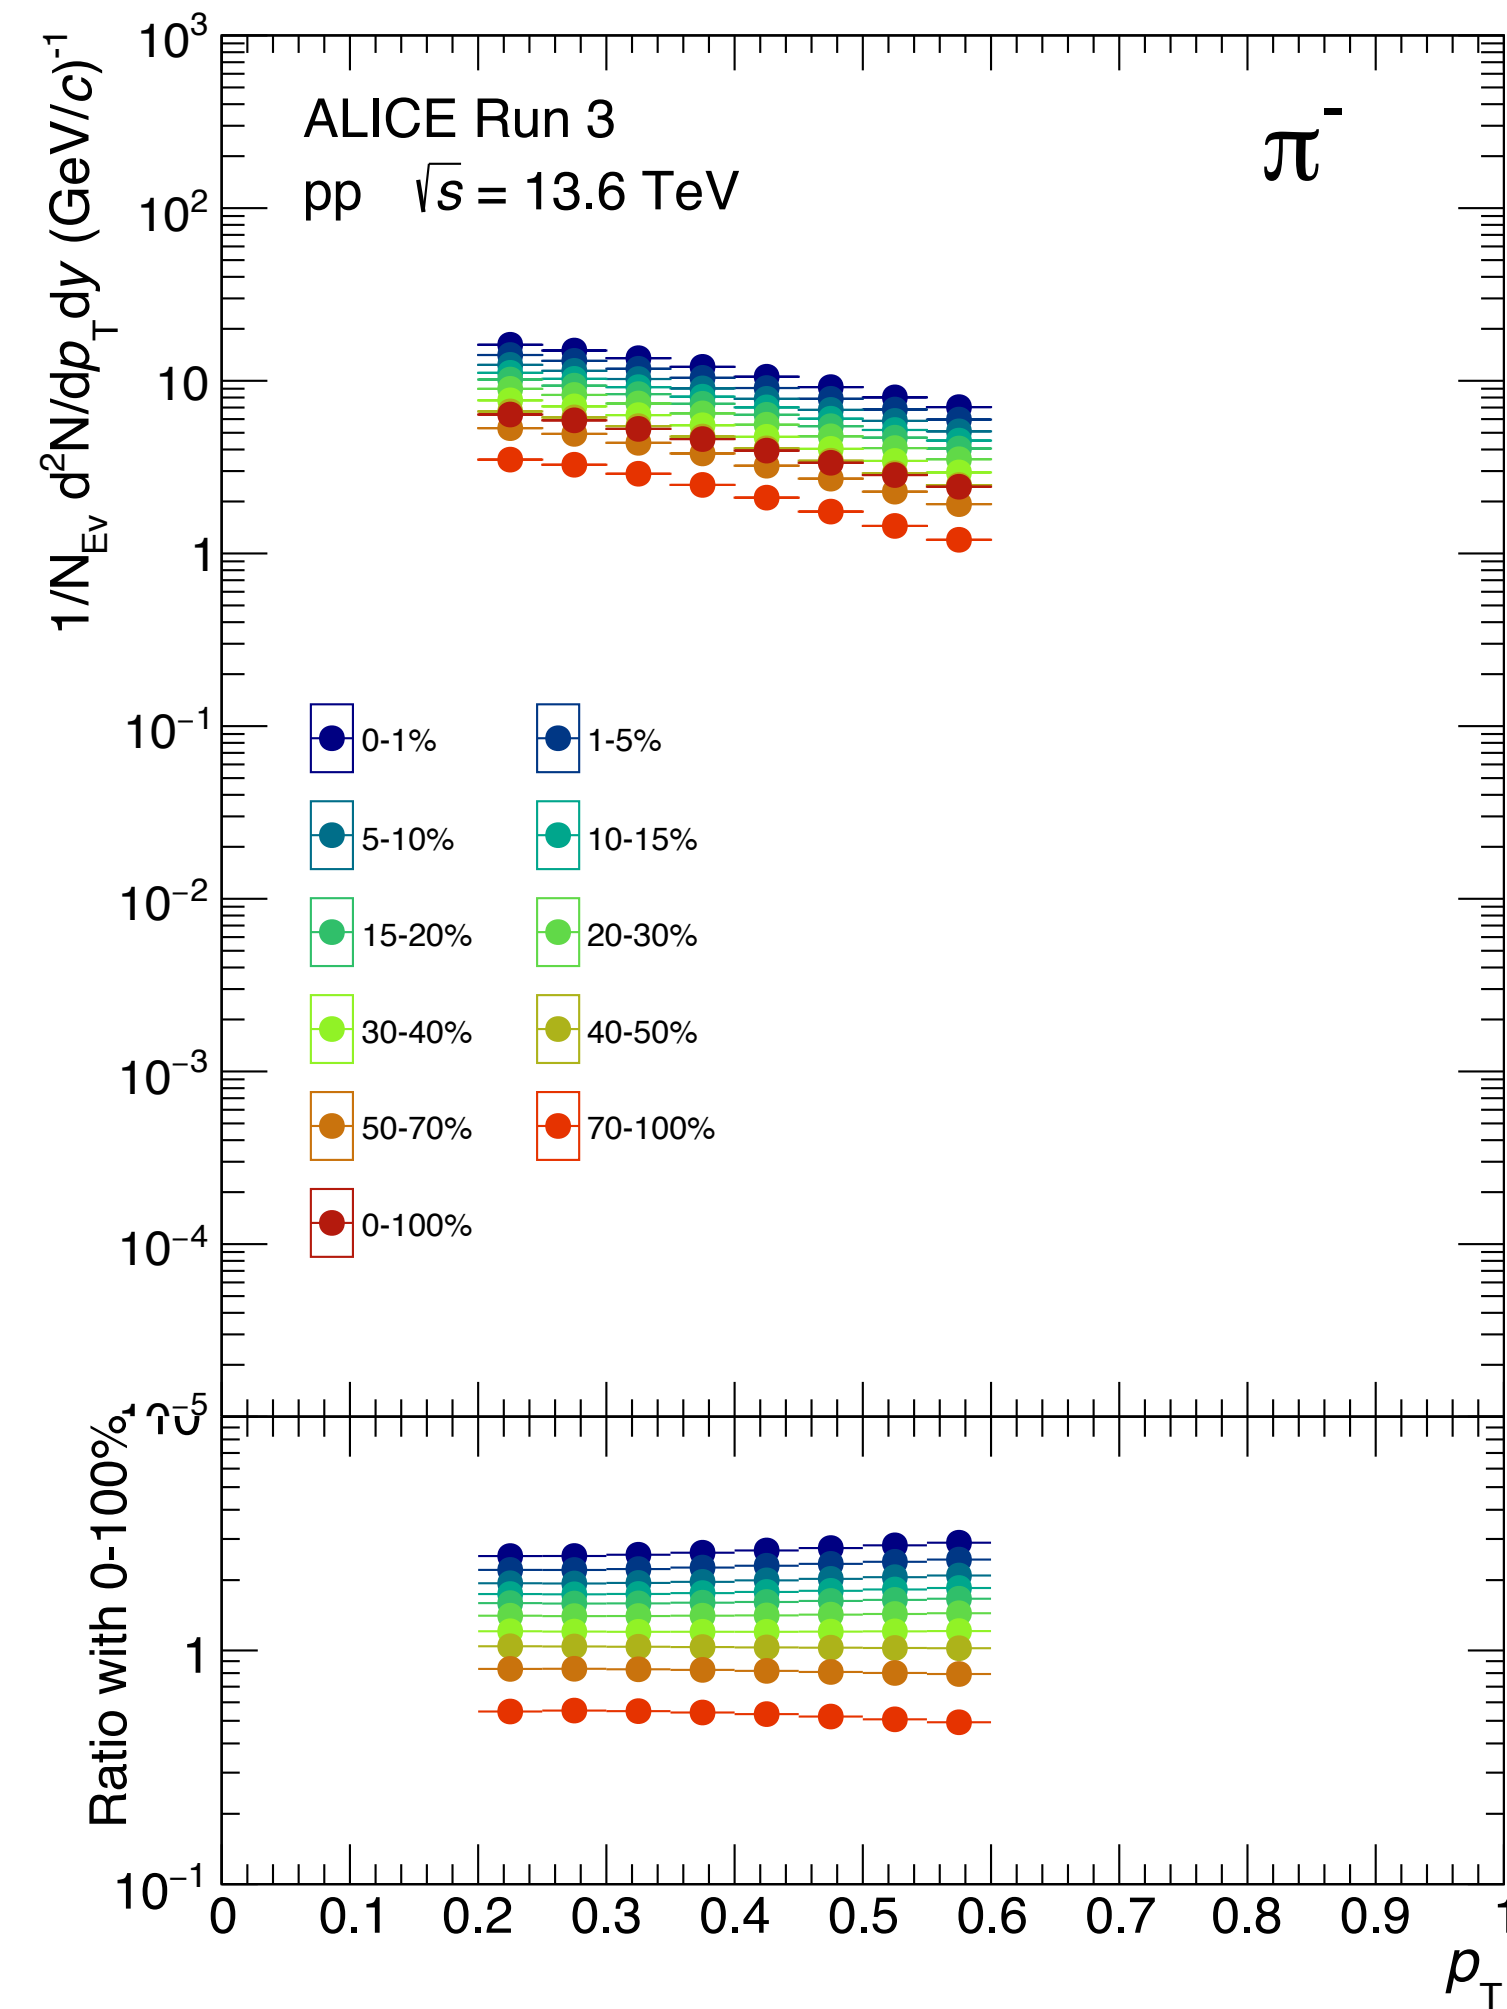 10³
ALICE Run 3
π⁻
pp √s = 13.6 TeV
10²
10
1
10⁻¹
10⁻²
10⁻³
10⁻⁴
1/N_Ev d²N/dp_T dy (GeV/c)⁻¹
0-1% 1-5%
5-10% 10-15%
15-20% 20-30%
30-40% 40-50%
50-70% 70-100%
0-100%
Ratio with 0-100%
1
10⁻¹
0 0.1 0.2 0.3 0.4 0.5 0.6 0.7 0.8 0.9 1
p_T